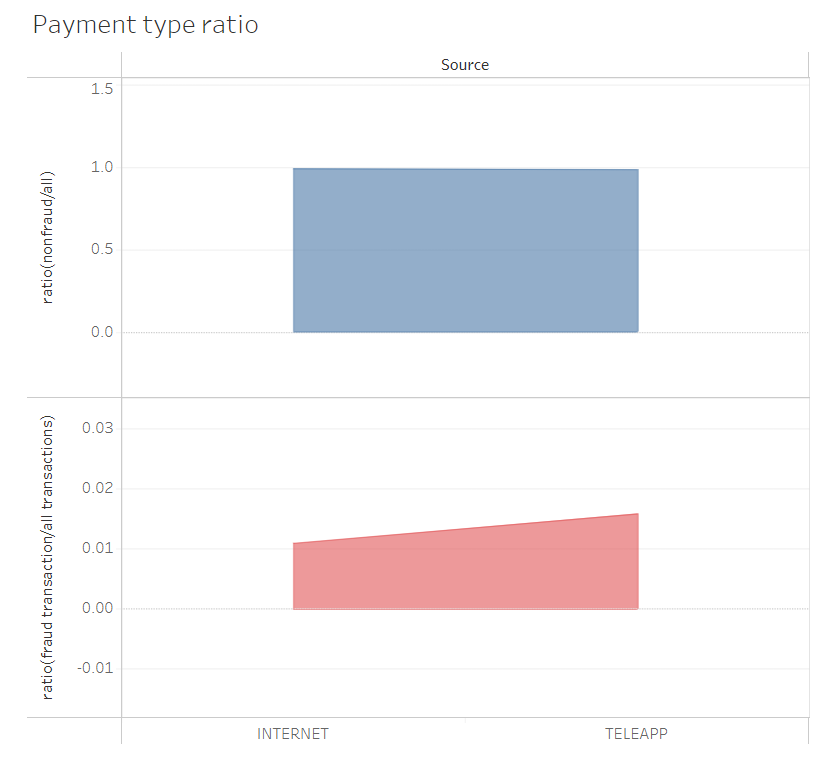 Payment type ratio
Source
ratio(nonfraud/all)
1.5
1.0
0.5
0.0
ratio(fraud transaction/all transactions)
0.03
0.02
0.01
0.00
-0.01
INTERNET
TELEAPP